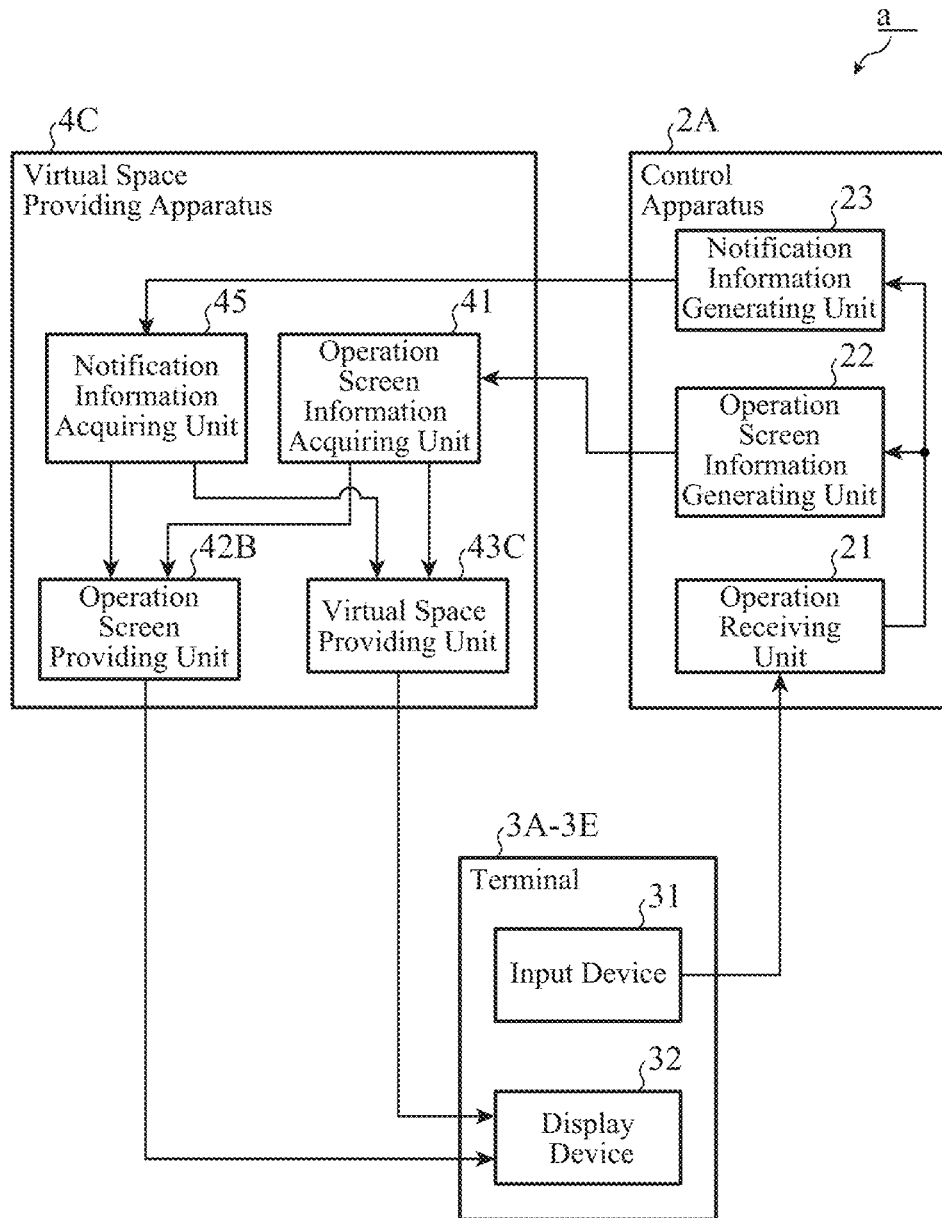 a
4C
Virtual Space
Providing Apparatus
2A
Control
Apparatus
23
Notification
Information
Generating Unit
45
Notification
Information
Acquiring Unit
41
Operation
Screen
Information
Acquiring Unit
22
Operation
Screen
Information
Generating Unit
42B
Operation
Screen
Providing Unit
43C
Virtual Space
Providing Unit
21
Operation
Receiving
Unit
3A-3E
Terminal
31
Input Device
32
Display
Device